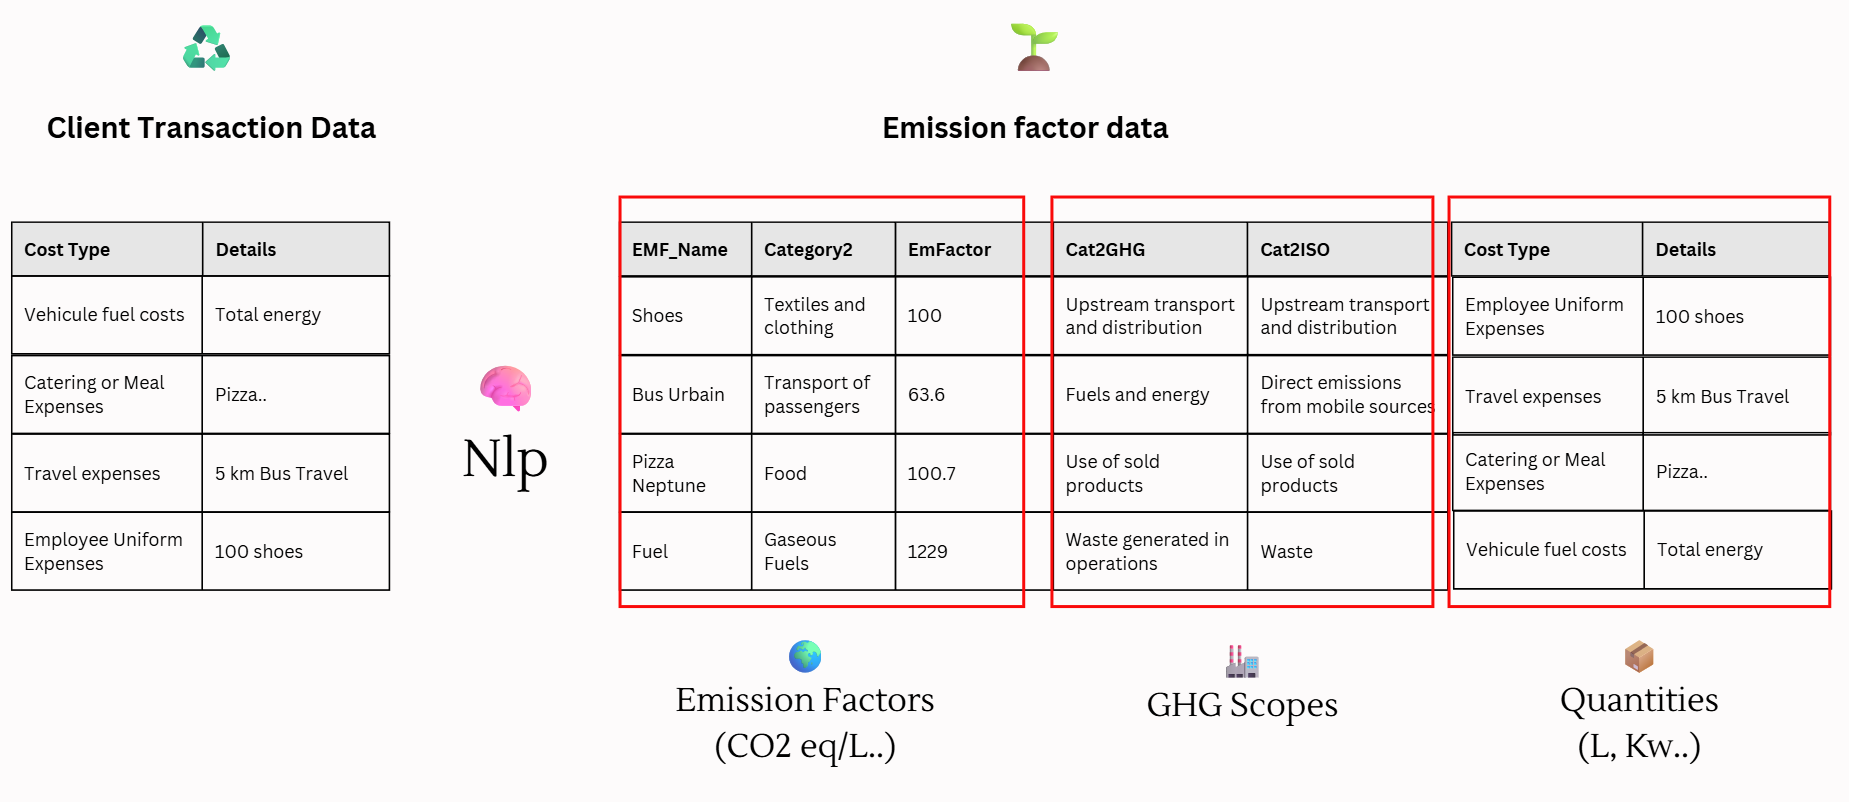 Client Transaction Data
Emission factor data
Cost Type
Details
Vehicule fuel costs
Total energy
Catering or Meal
Expenses
Pizza..
Travel expenses
5 km Bus Travel
Employee Uniform
Expenses
100 shoes
Nlp
EMF_Name
Category2
EmFactor
Cat2GHG
Cat2ISO
Cost Type
Details
Shoes
Textiles and
clothing
100
Upstream transport
and distribution
Upstream transport
and distribution
Employee Uniform
Expenses
100 shoes
Bus Urbain
Transport of
passengers
63.6
Fuels and energy
Direct emissions
from mobile sources
Travel expenses
5 km Bus Travel
Pizza
Neptune
Food
100.7
Use of sold
products
Use of sold
products
Catering or Meal
Expenses
Pizza..
Fuel
Gaseous
Fuels
1229
Waste generated in
operations
Waste
Vehicule fuel costs
Total energy
Emission Factors
(CO2 eq/L..)
GHG Scopes
Quantities
(L, Kw..)